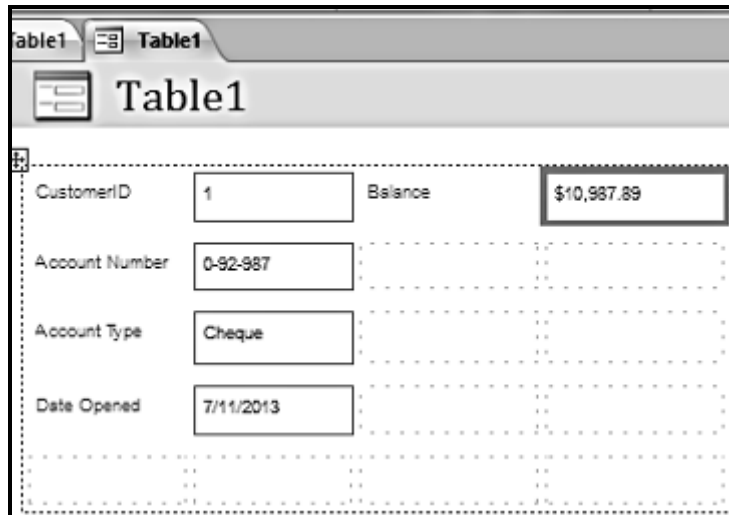 Table1 Table1
Table1
CustomerID 1 Balance $10,987.89
Account Number 0-92-987
Account Type Cheque
Date Opened 7/11/2013